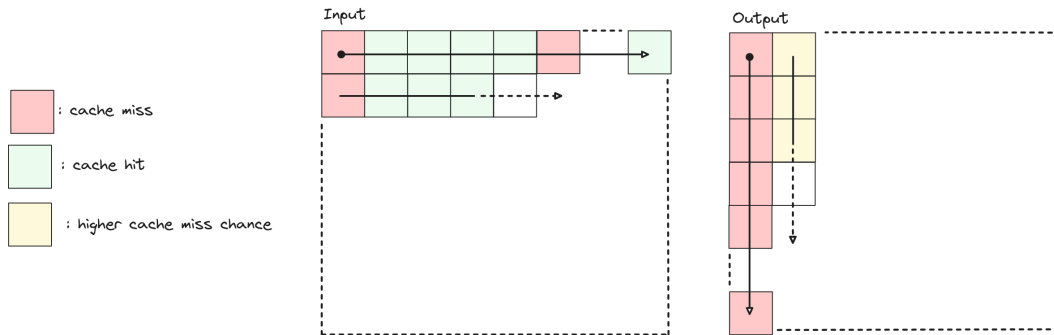 Input
Output
: cache miss
: cache hit
: higher cache miss chance